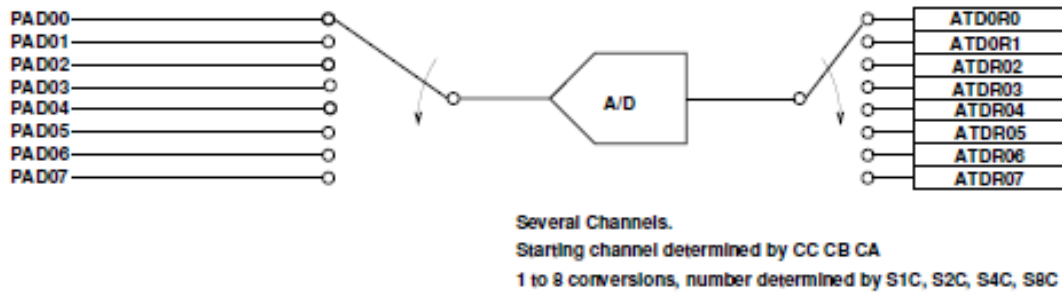 PAD00
PAD01
PAD02
PAD03
PAD04
PAD05
PAD06
PAD07
A/D
ATD0R0
ATD0R1
ATDR02
ATDR03
ATDR04
ATDR05
ATDR06
ATDR07
Several Channels.
Starting channel determined by CC CB CA
1 to 8 conversions, number determined by S1C, S2C, S4C, S8C